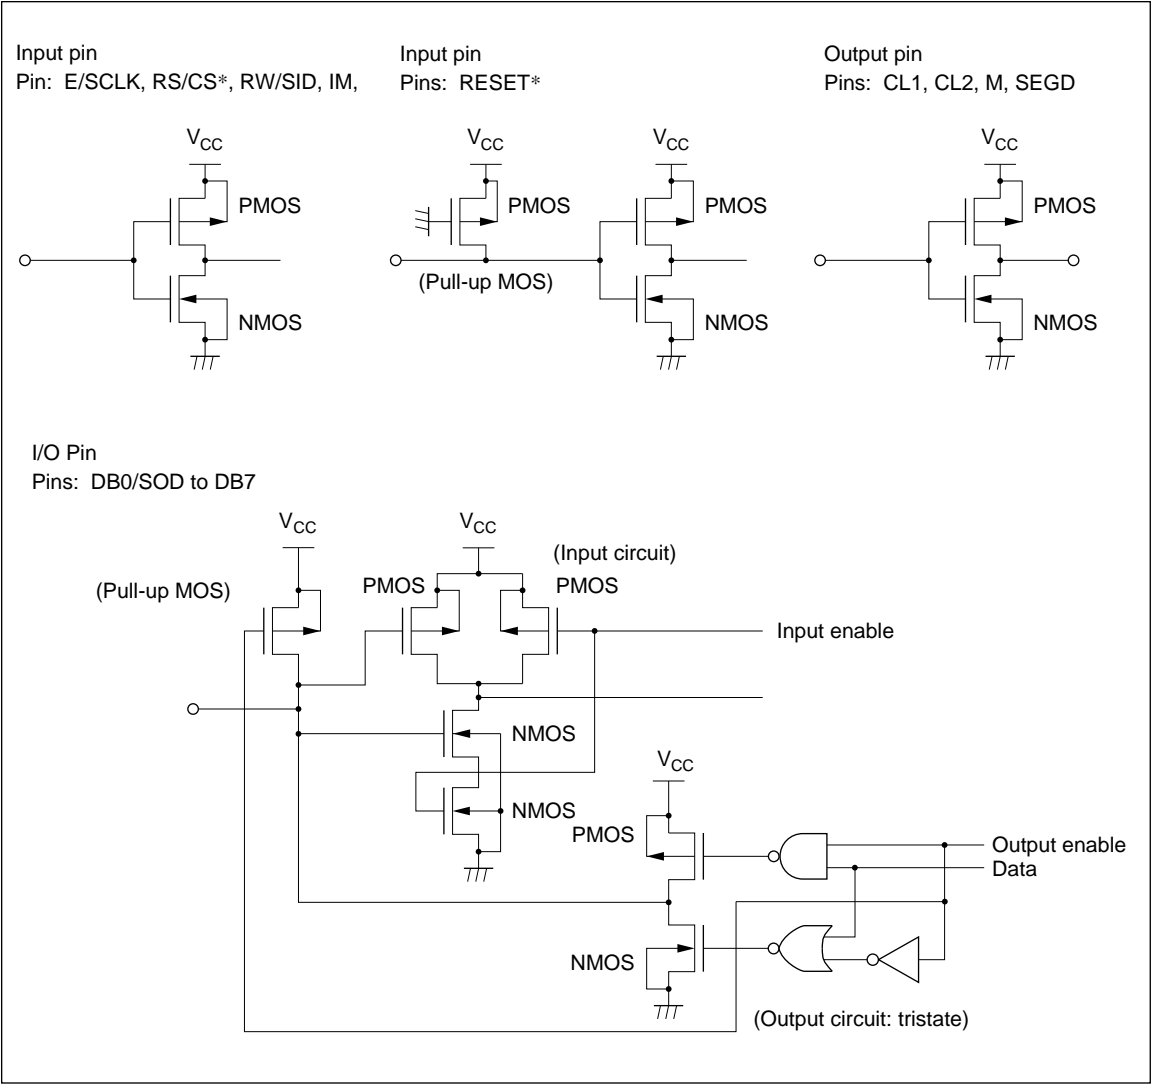 Input pin
Pin: E/SCLK, RS/CS*, RW/SID, IM,
Input pin
Pins: RESET*
Output pin
Pins: CL1, CL2, M, SEGD
VCC
PMOS
NMOS
VCC
PMOS
(Pull-up MOS)
VCC
PMOS
NMOS
VCC
PMOS
NMOS
I/O Pin
Pins: DB0/SOD to DB7
VCC
(Pull-up MOS)
VCC
(Input circuit)
PMOS
PMOS
Input enable
NMOS
NMOS
VCC
PMOS
Output enable
Data
NMOS
(Output circuit: tristate)